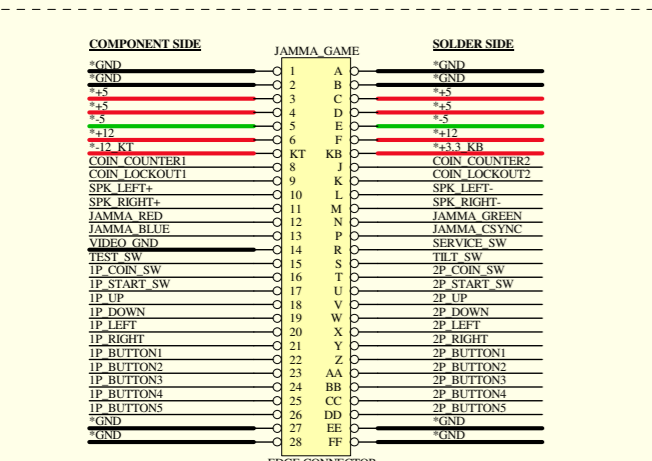 COMPONENT SIDE JAMMA_GAME SOLDER SIDE
*GND 1 A *GND
*GND 2 B *GND
*+5 3 C *+5
*+5 4 D *+5
*-5 5 E *-5
*+12 6 F *+12
*-12_KT KT KB *+3.3_KB
COIN_COUNTER1 8 J COIN_COUNTER2
COIN_LOCKOUT1 9 K COIN_LOCKOUT2
SPK_LEFT+ 10 L SPK_LEFT-
SPK_RIGHT+ 11 M SPK_RIGHT-
JAMMA_RED 12 N JAMMA_GREEN
JAMMA_BLUE 13 P JAMMA_CSYNC
VIDEO_GND 14 R SERVICE_SW
TEST_SW 15 S TILT_SW
1P_COIN_SW 16 T 2P_COIN_SW
1P_START_SW 17 U 2P_START_SW
1P_UP 18 V 2P_UP
1P_DOWN 19 W 2P_DOWN
1P_LEFT 20 X 2P_LEFT
1P_RIGHT 21 Y 2P_RIGHT
1P_BUTTON1 22 Z 2P_BUTTON1
1P_BUTTON2 23 AA 2P_BUTTON2
1P_BUTTON3 24 BB 2P_BUTTON3
1P_BUTTON4 25 CC 2P_BUTTON4
1P_BUTTON5 26 DD 2P_BUTTON5
*GND 27 EE *GND
*GND 28 FF *GND
EDGE CONNECTOR